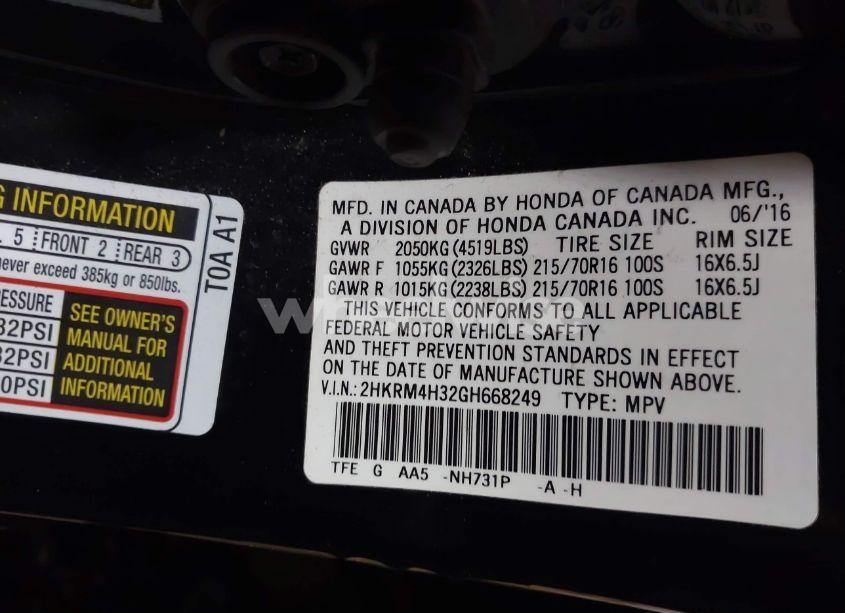 G INFORMATION
5 FRONT 2 REAR 3
never exceed 385kg or 850lbs.
PRESSURE
32PSI
32PSI
0PSI
SEE OWNER'S
MANUAL FOR
ADDITIONAL
INFORMATION
T0A A1
MFD. IN CANADA BY HONDA OF CANADA MFG.,
A DIVISION OF HONDA CANADA INC. 06/'16
GVWR 2050KG (4519LBS) TIRE SIZE RIM SIZE
GAWR F 1055KG (2326LBS) 215/70R16 100S 16X6.5J
GAWR R 1015KG (2238LBS) 215/70R16 100S 16X6.5J
THIS VEHICLE CONFORMS TO ALL APPLICABLE
FEDERAL MOTOR VEHICLE SAFETY
AND THEFT PREVENTION STANDARDS IN EFFECT
ON THE DATE OF MANUFACTURE SHOWN ABOVE.
V.I.N.: 2HKRM4H32GH668249 TYPE: MPV
TFE G AA5 -NH731P -A -H